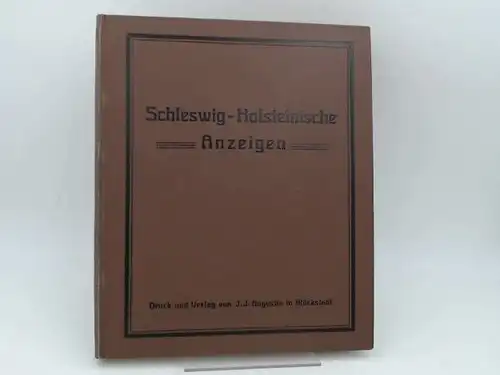 Schleswig-Holsteinische
Anzeigen
Druck und Verlag von J. J. Augustin in Glückstadt